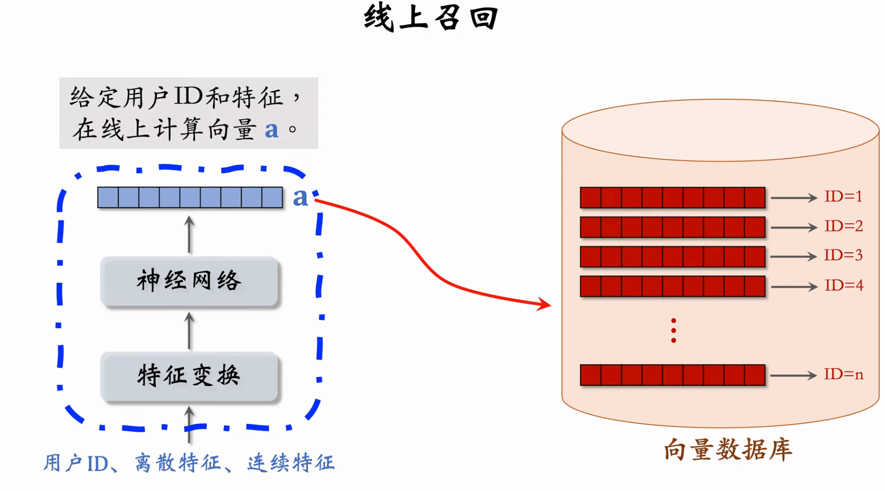 线上召回
给定用户ID和特征，
在线上计算向量 a。
a
神经网络
特征变换
用户ID、离散特征、连续特征
ID=1
ID=2
ID=3
ID=4
ID=n
向量数据库